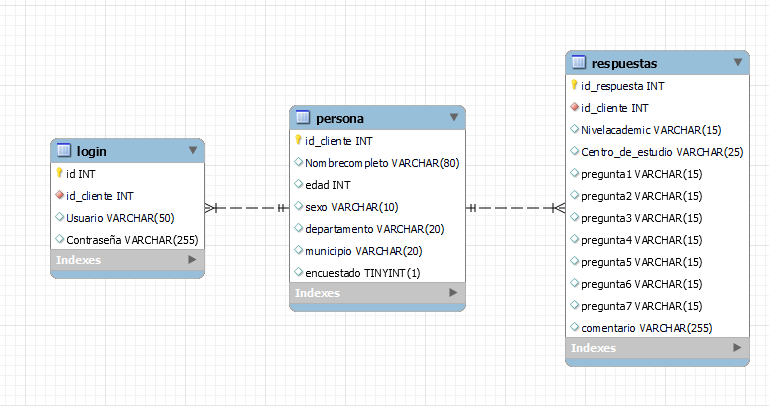 login
id INT
id_cliente INT
Usuario VARCHAR(50)
Contraseña VARCHAR(255)
Indexes
persona
id_cliente INT
Nombrecompleto VARCHAR(80)
edad INT
sexo VARCHAR(10)
departamento VARCHAR(20)
municipio VARCHAR(20)
encuestado TINYINT(1)
Indexes
respuestas
id_respuesta INT
id_cliente INT
Nivelacademic VARCHAR(15)
Centro_de_estudio VARCHAR(25)
pregunta1 VARCHAR(15)
pregunta2 VARCHAR(15)
pregunta3 VARCHAR(15)
pregunta4 VARCHAR(15)
pregunta5 VARCHAR(15)
pregunta6 VARCHAR(15)
pregunta7 VARCHAR(15)
comentario VARCHAR(255)
Indexes